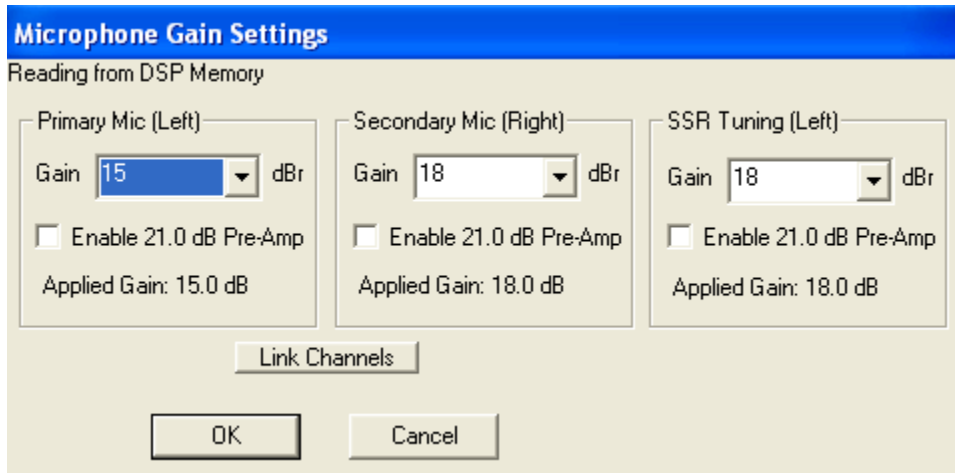 Microphone Gain Settings
Reading from DSP Memory
Primary Mic (Left)
Gain 15 dBr
Enable 21.0 dB Pre-Amp
Applied Gain: 15.0 dB
Secondary Mic (Right)
Gain 18 dBr
Enable 21.0 dB Pre-Amp
Applied Gain: 18.0 dB
SSR Tuning (Left)
Gain 18 dBr
Enable 21.0 dB Pre-Amp
Applied Gain: 18.0 dB
Link Channels
OK Cancel